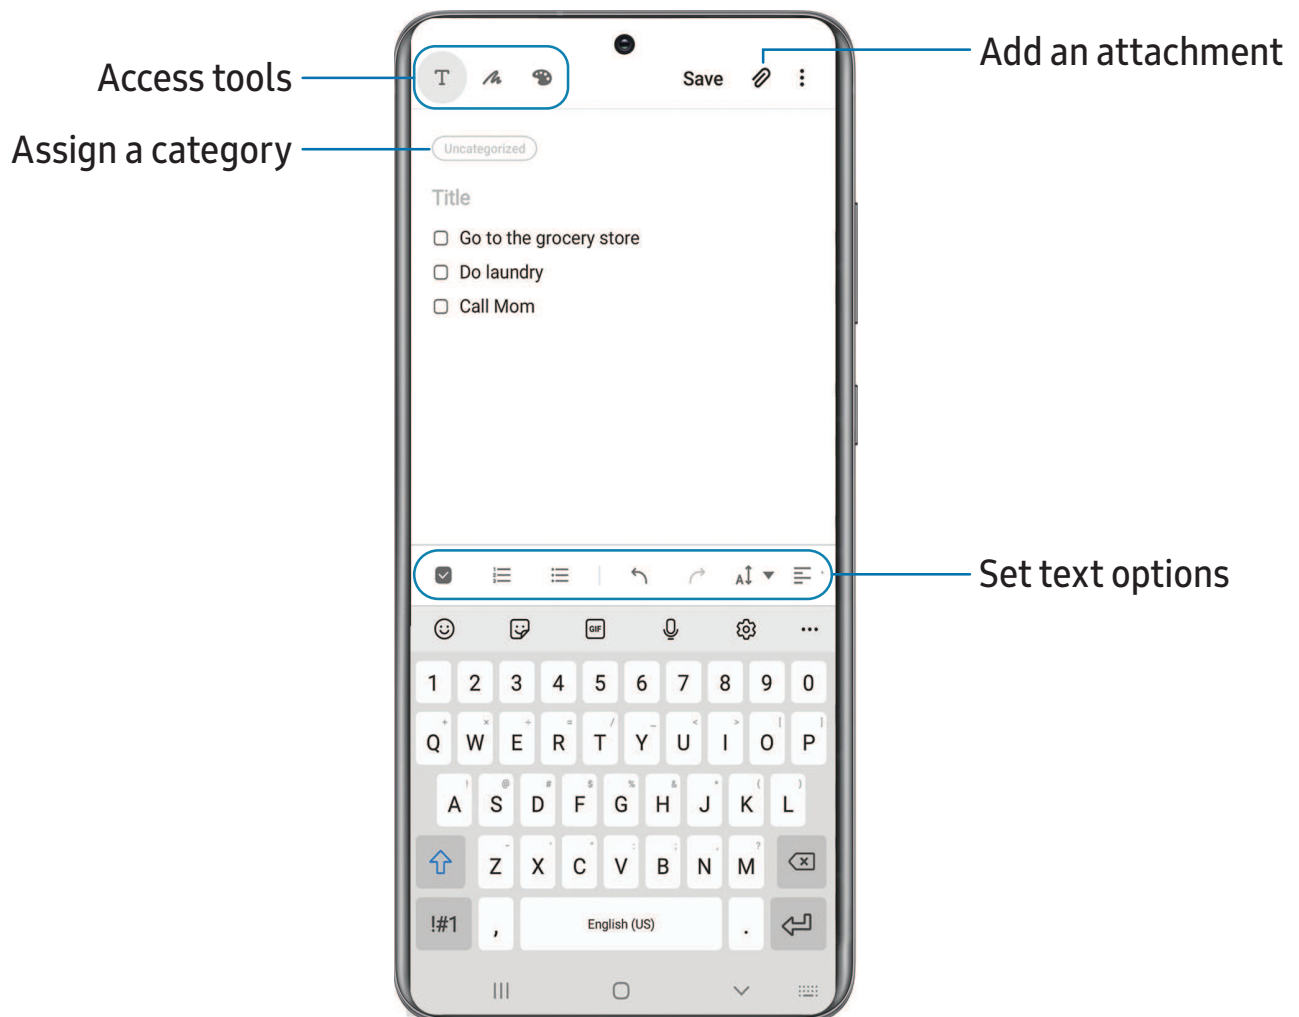 Add an attachment
Access tools
T
Save
Assign a category
Uncategorized
Title
Go to the grocery store
Do laundry
Call Mom
Set text options
A
GIF
1 2 3 4 5 6 7 8 9 0
+ × ÷ = / _ < > [ ]
Q W E R T Y U I O P
! @ # $ % & * ( )
A S D F G H J K L
- ' " : ; , ?
Z X C V B N M
!#1 , English (US) .